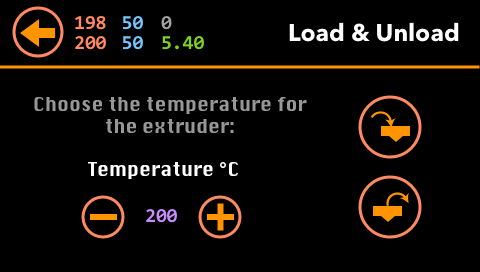 198 50 0
200 50 5.40
Load & Unload
Choose the temperature for
the extruder:
Temperature °C
200